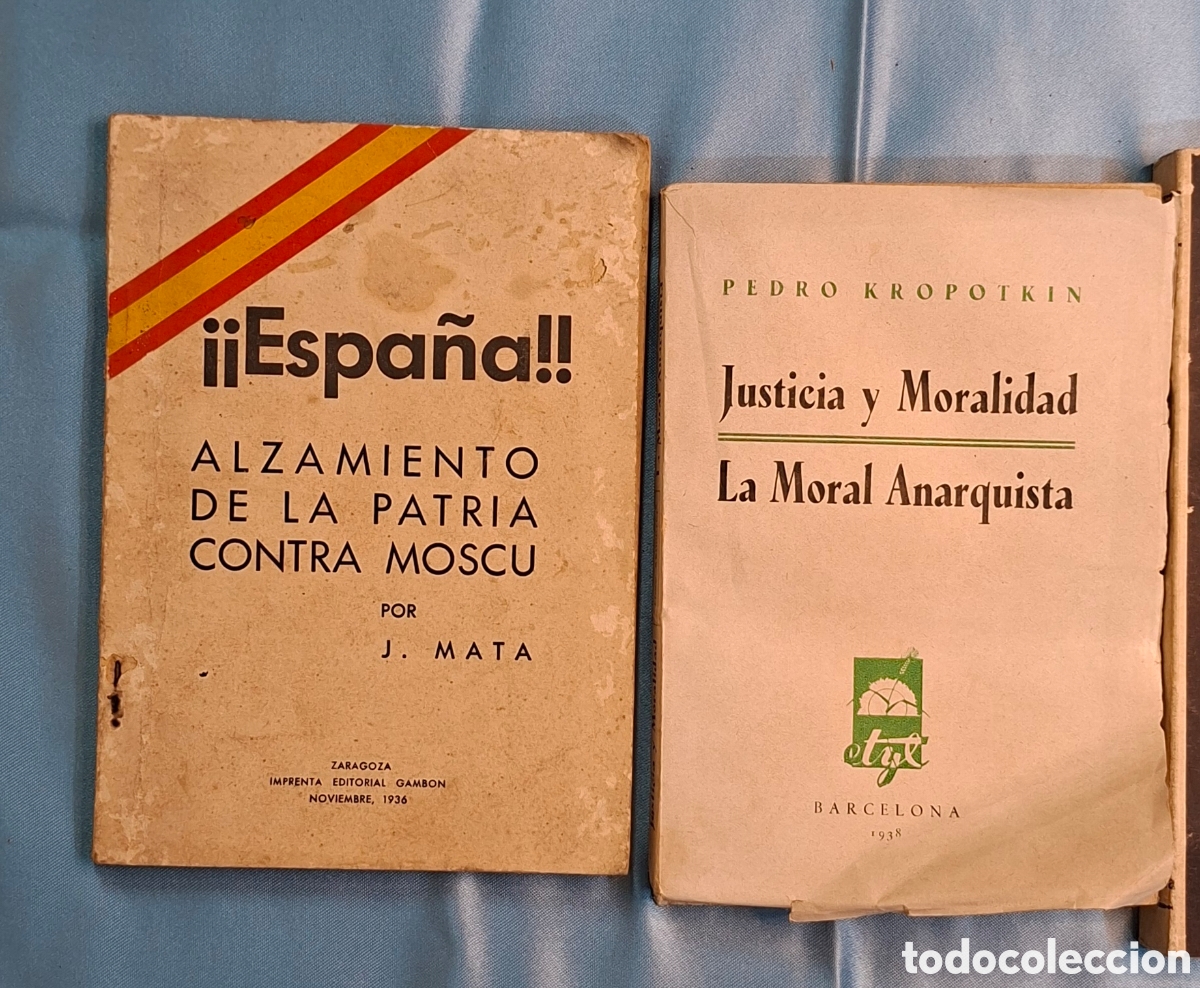 ¡¡España!!
ALZAMIENTO
DE LA PATRIA
CONTRA MOSCU
POR
J. MATA
ZARAGOZA
IMPRENTA EDITORIAL GAMBON
NOVIEMBRE, 1936
PEDRO KROPOTKIN
Justicia y Moralidad
La Moral Anarquista
etyl
BARCELONA
1938
todocoleccion